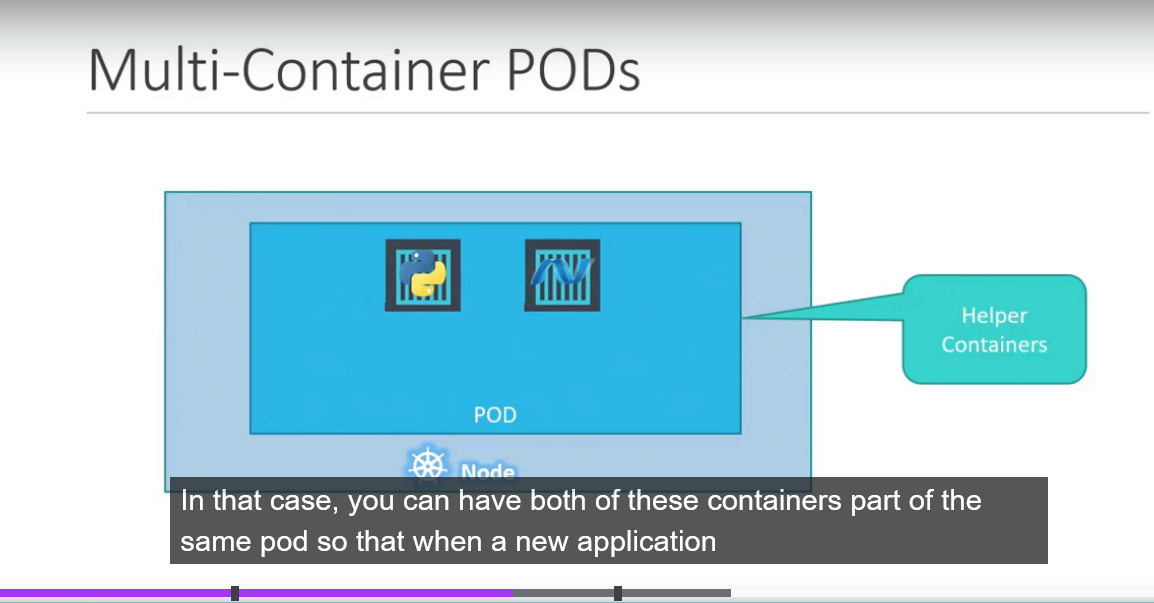 Multi-Container PODs
Helper
Containers
POD
Node
In that case, you can have both of these containers part of the
same pod so that when a new application